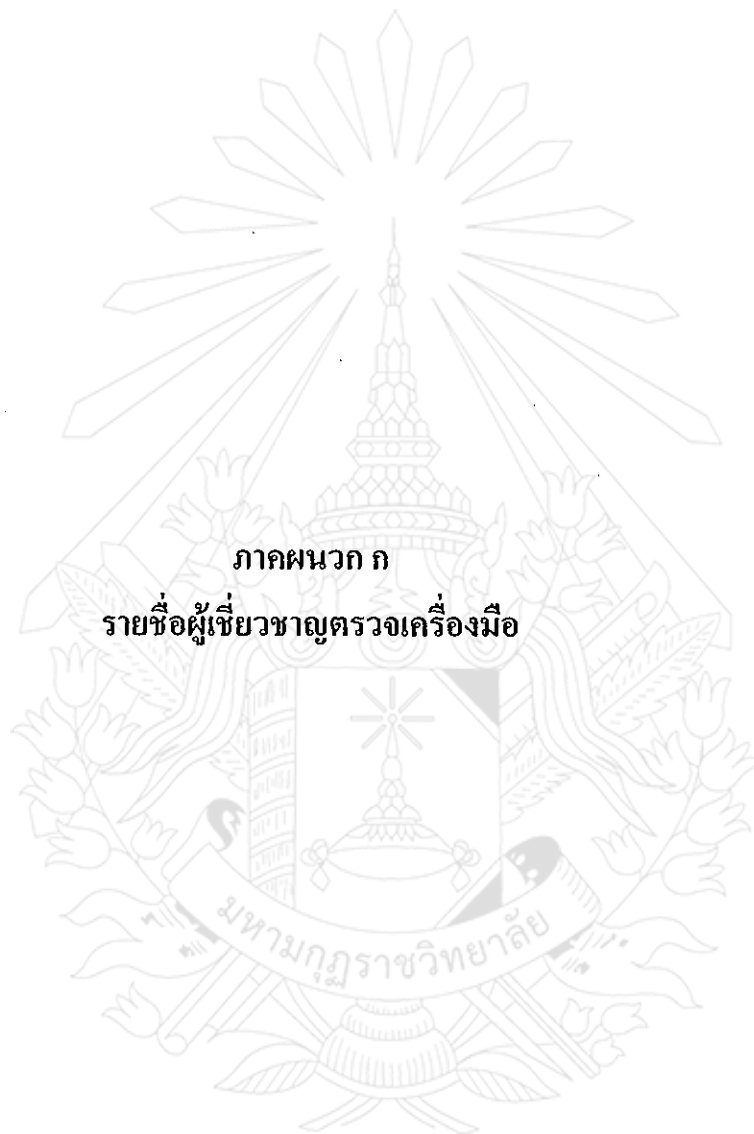 ภาคผนวก ก
รายชื่อผู้เชี่ยวชาญตรวจเครื่องมือ
มหามกุฏราชวิทยาลัย